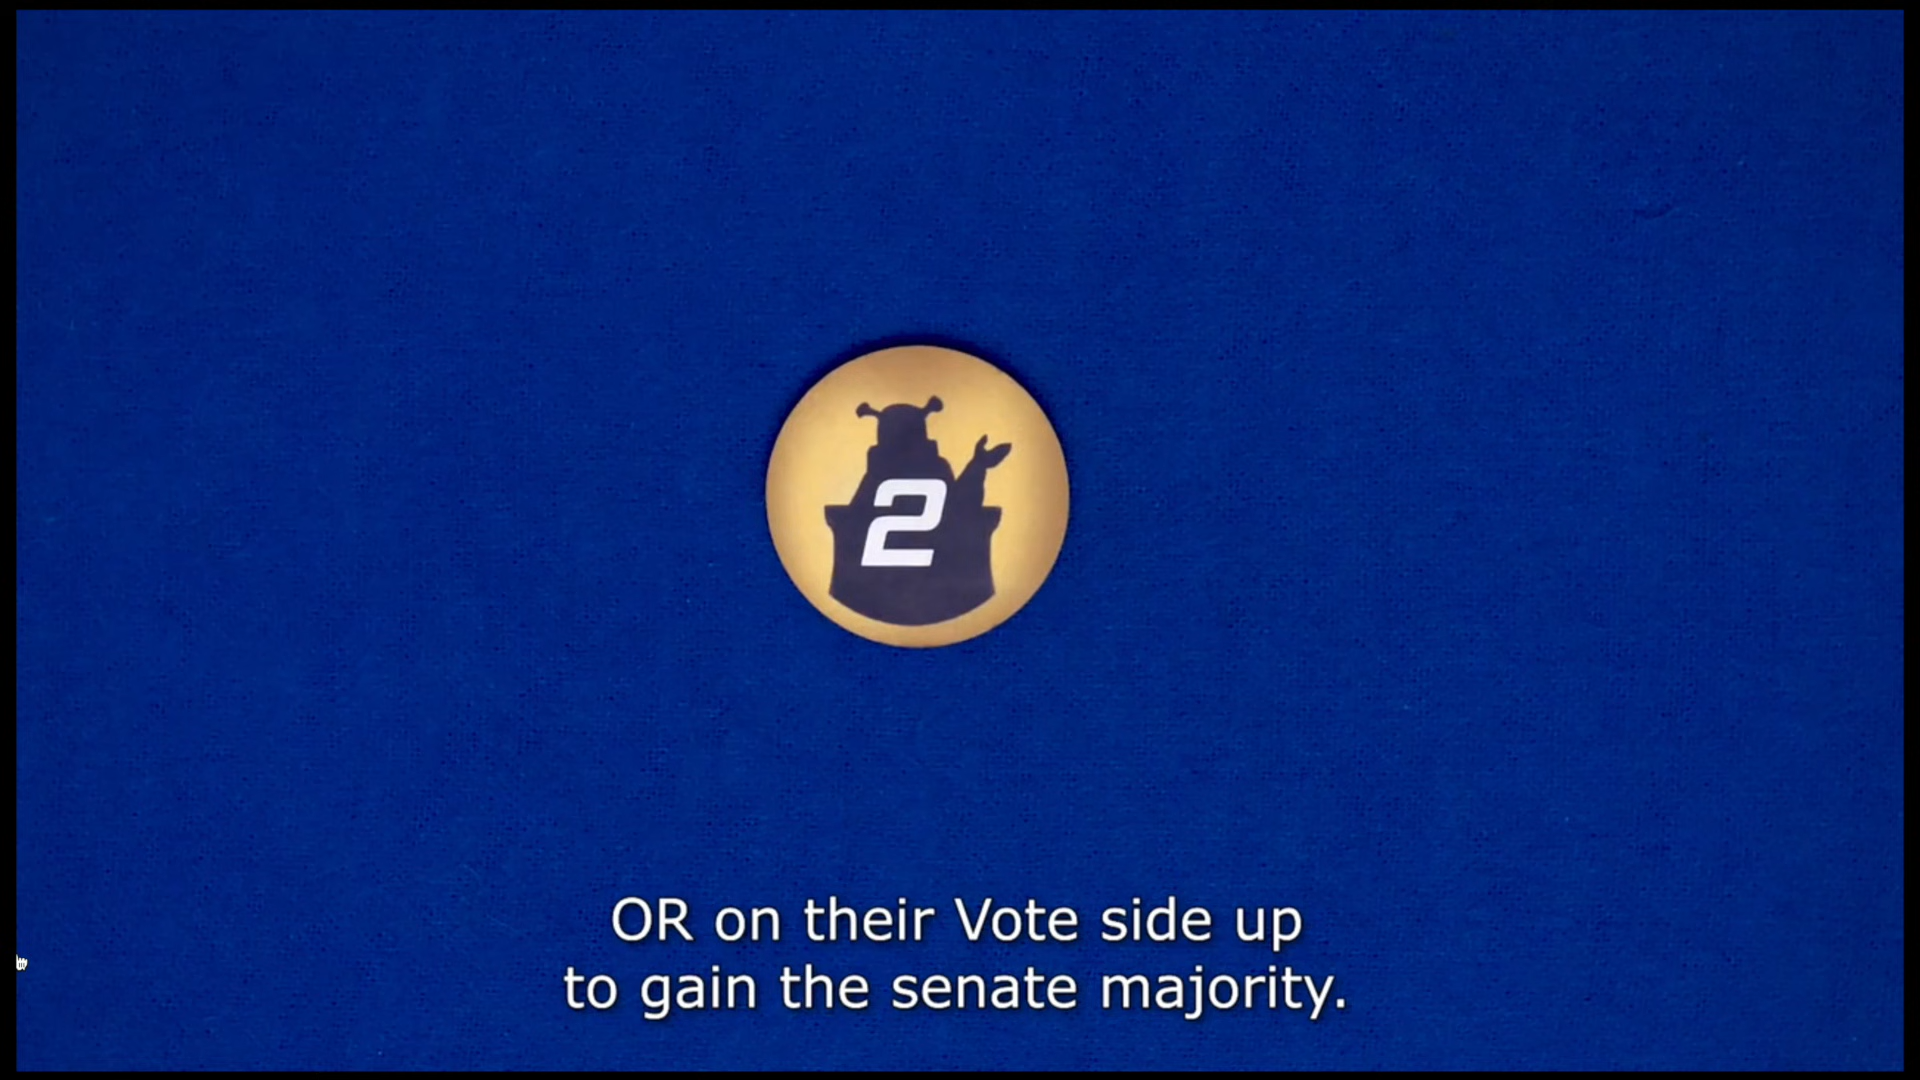 2
OR on their Vote side up
to gain the senate majority.